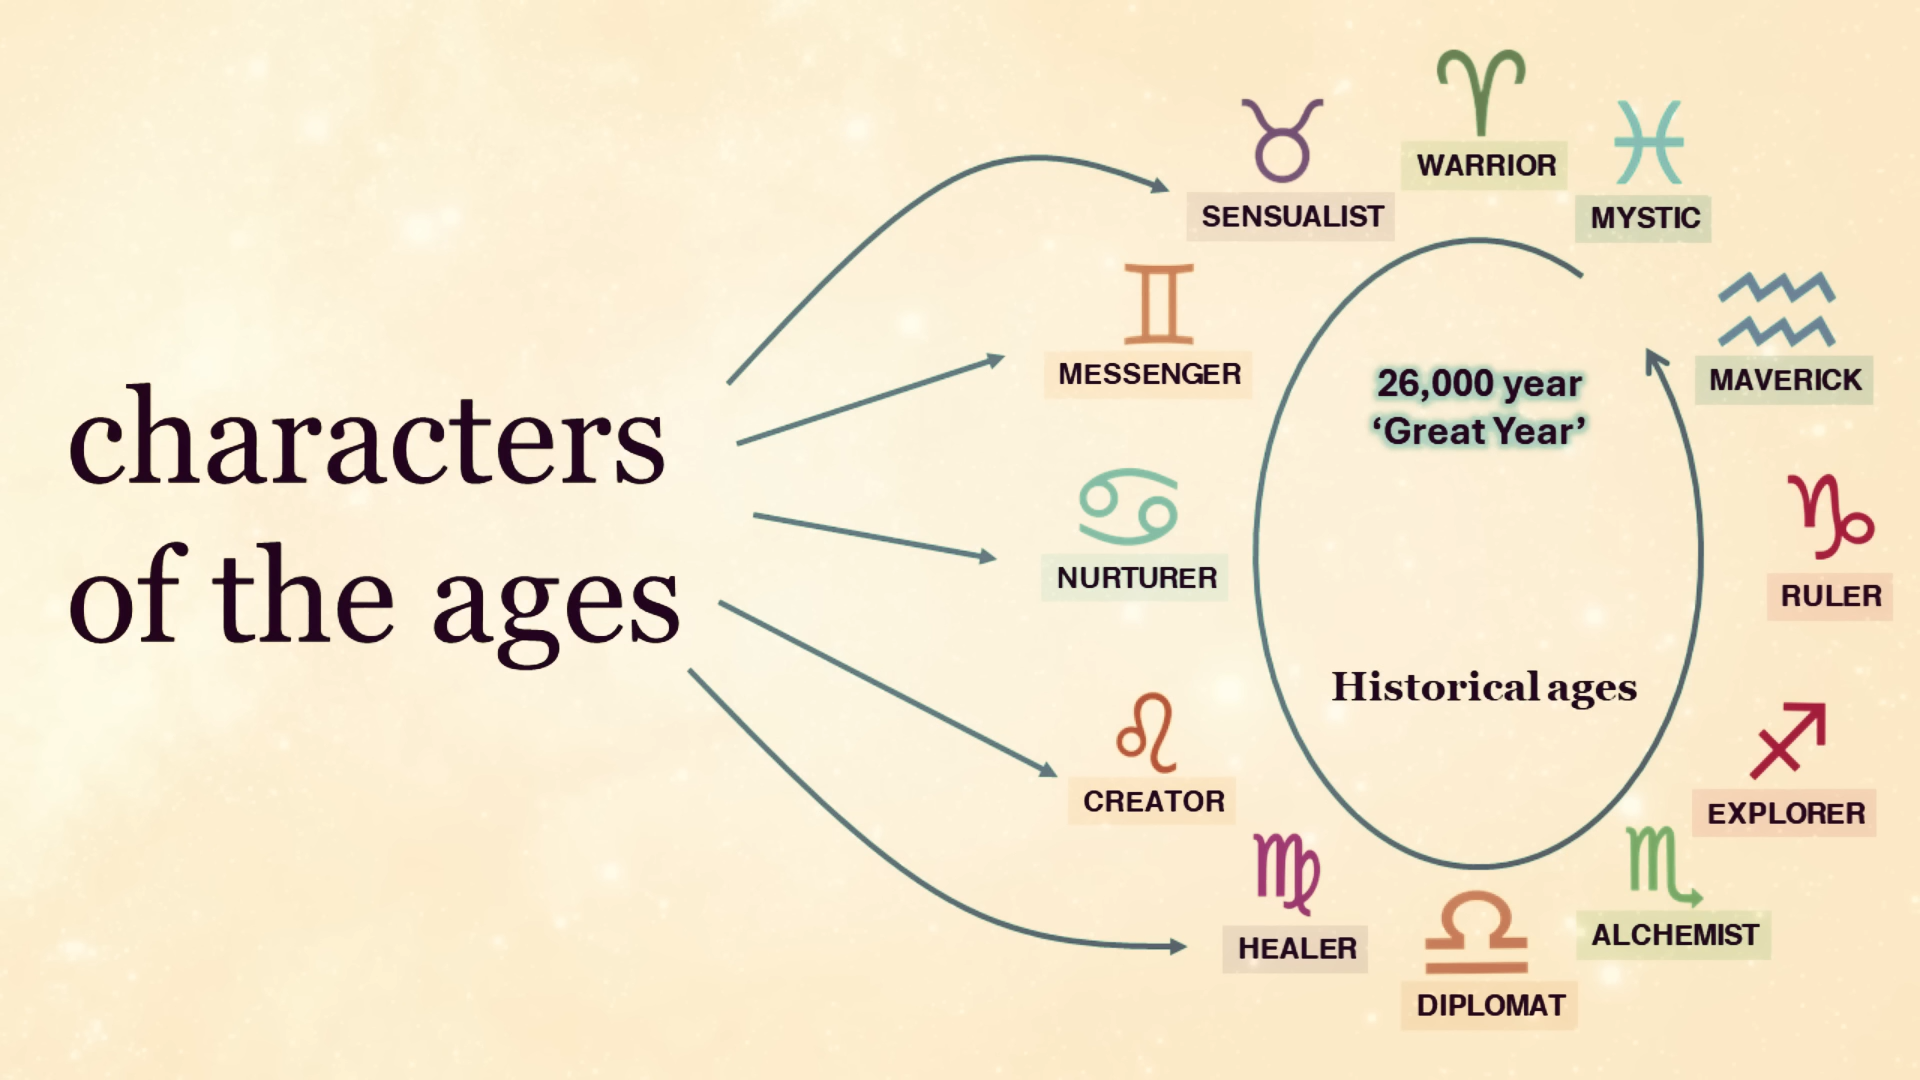 characters
of the ages
WARRIOR
SENSUALIST
MYSTIC
MESSENGER
MAVERICK
26,000 year
‘Great Year’
NURTURER
RULER
Historical ages
CREATOR
EXPLORER
HEALER
ALCHEMIST
DIPLOMAT